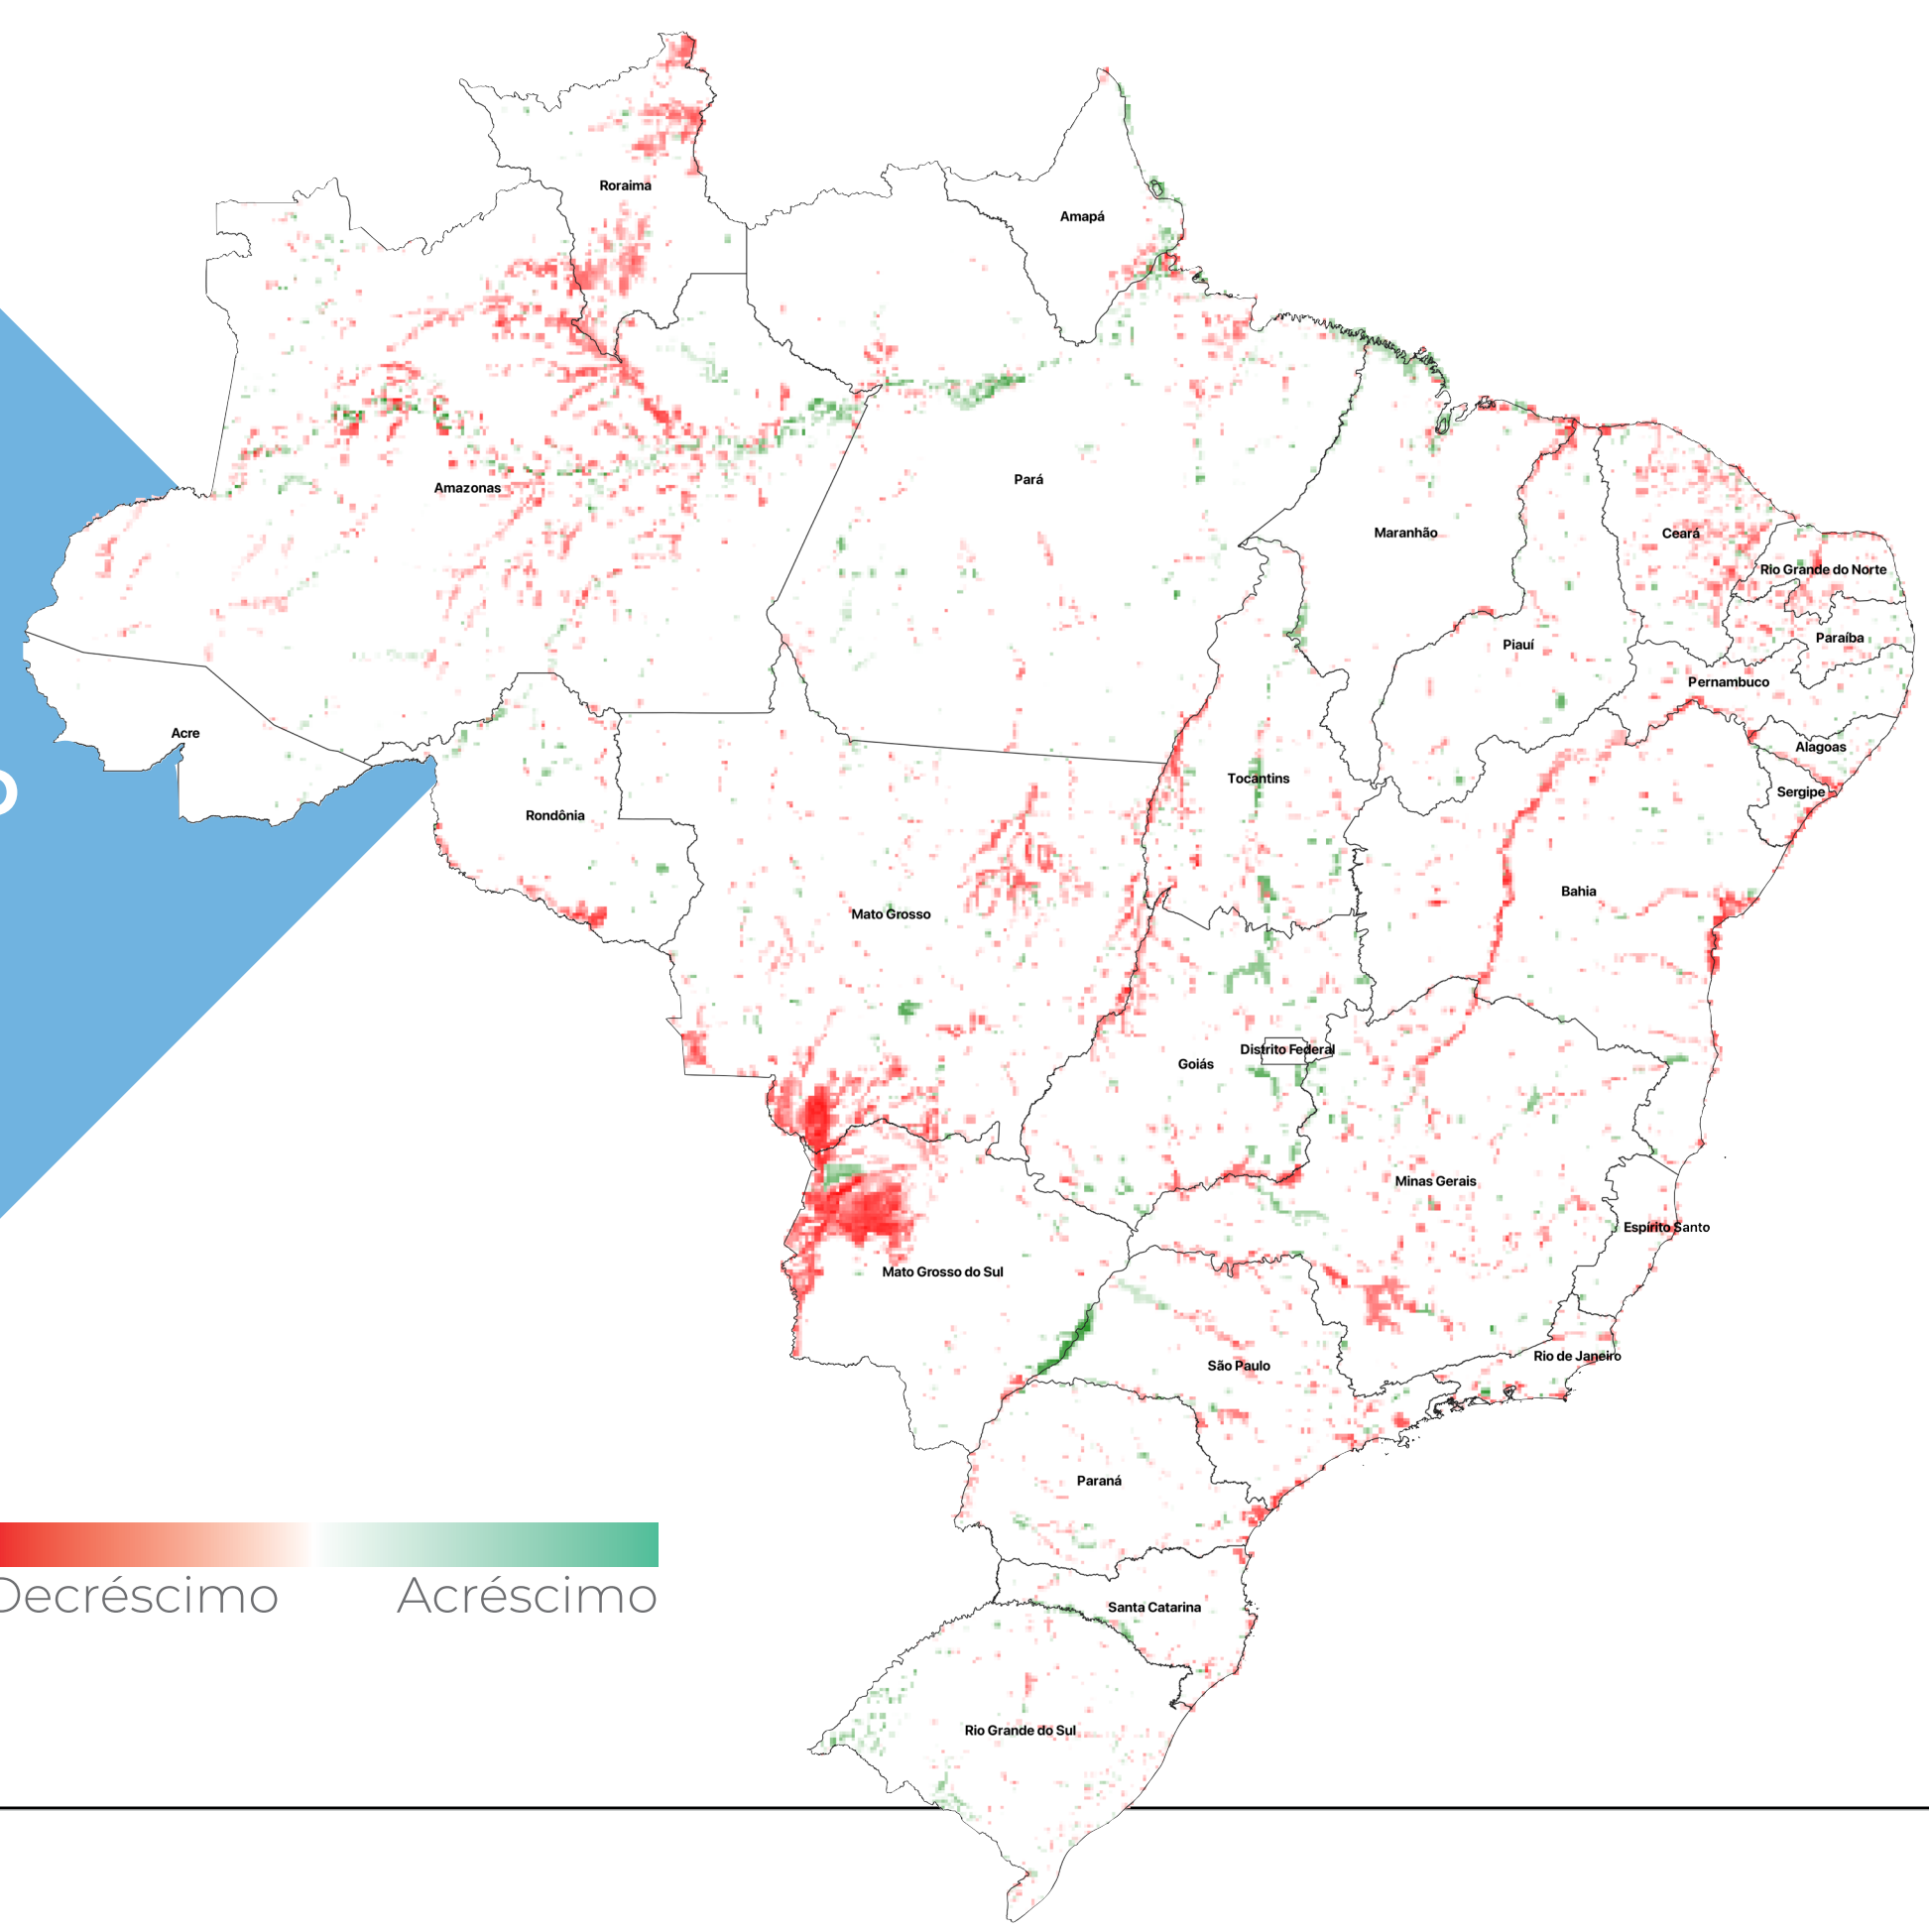 Roraima
Amapá
Amazonas
Pará
Maranhão
Ceará
Rio Grande do Norte
Paraíba
Piauí
Pernambuco
Acre
Alagoas
Tocantins
Sergipe
Rondônia
Bahia
Mato Grosso
Distrito Federal
Goiás
Minas Gerais
Espírito Santo
Mato Grosso do Sul
Rio de Janeiro
São Paulo
Paraná
Decréscimo
Acréscimo
Santa Catarina
Rio Grande do Sul